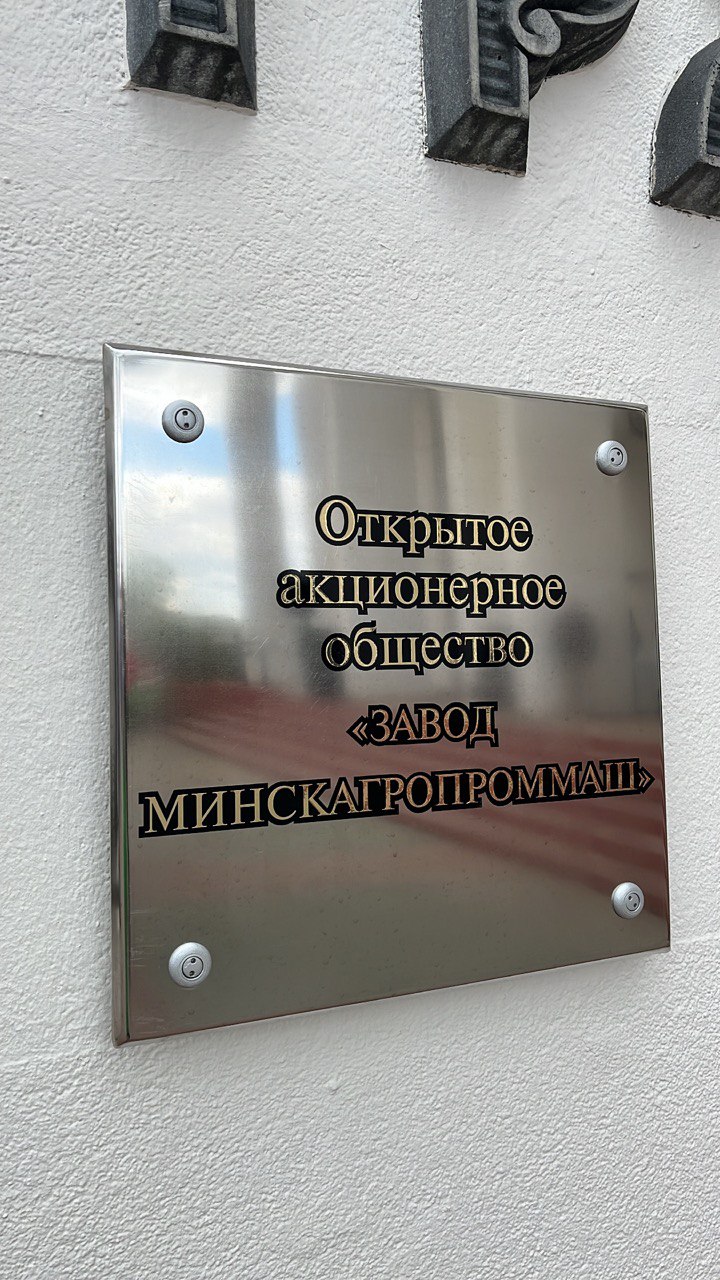 Открытое
акционерное
общество
«ЗАВОД
МИНСКАГРОПРОММАШ»